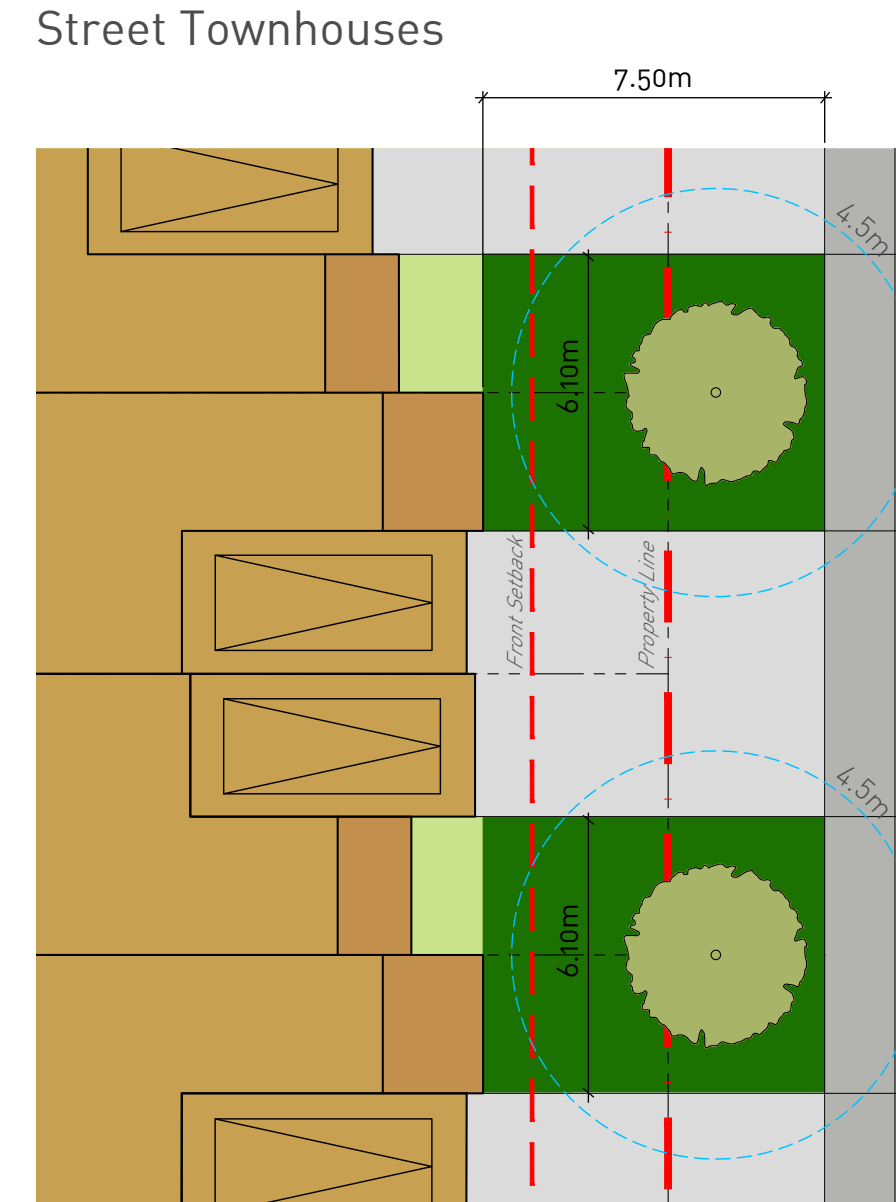 Street Townhouses
7.50m
4.5m
6.10m
Front Setback
Property Line
4.5m
6.10m